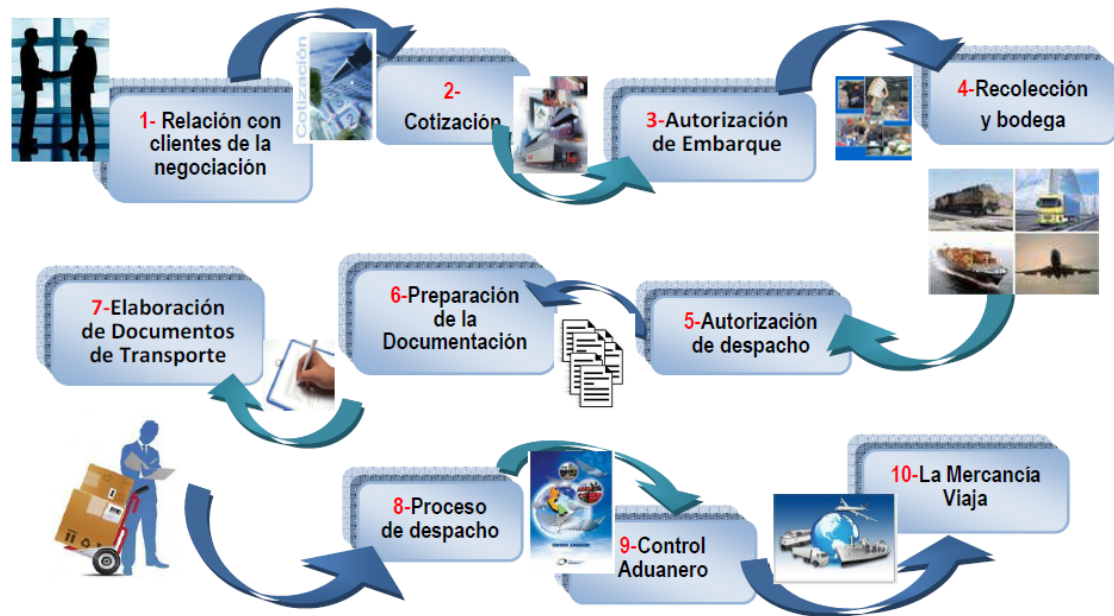 1- Relación con
clientes de la
negociación
Cotización
2-
Cotización
3-Autorización
de Embarque
4-Recolección
y bodega
5-Autorización
de despacho
6-Preparación
de la
Documentación
7-Elaboración
de Documentos
de Transporte
8-Proceso
de despacho
9-Control
Aduanero
10-La Mercancía
Viaja